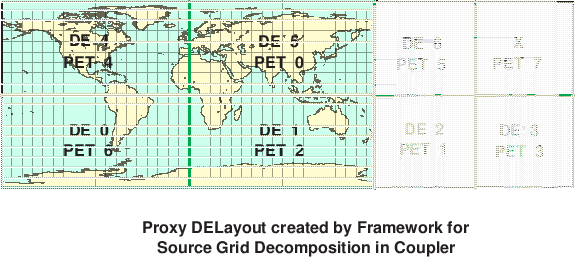 DE 4
PET 4
DE 5
PET 0
DE 6
PET 5
X
PET 7
DE 0
PET 6
DE 1
PET 2
DE 2
PET 1
DE 3
PET 3
Proxy DELayout created by Framework for
Source Grid Decomposition in Coupler